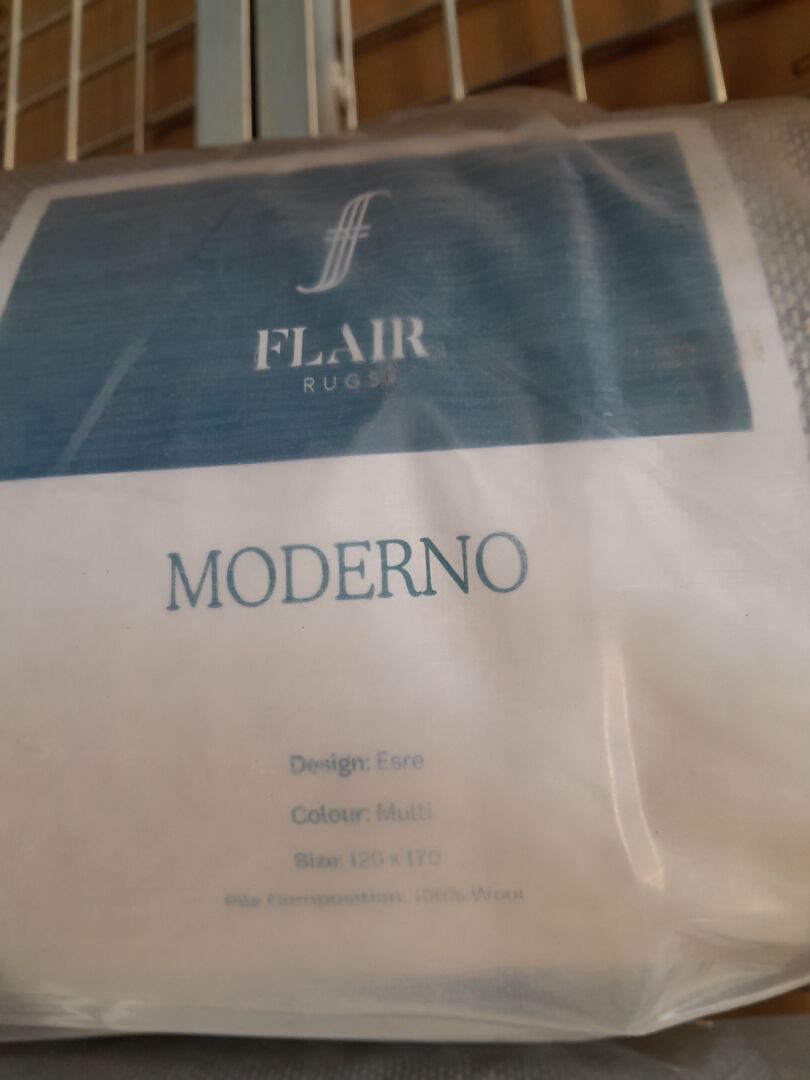 FLAIR
RUGS
MODERNO
Design: Esre
Colour: Multi
Size: 120 x 170
Pile Composition: 100% Wool